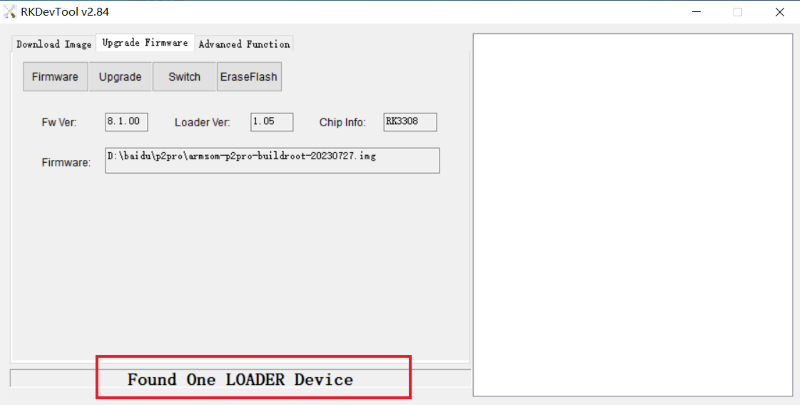 RKDevTool v2.84
Download Image Upgrade Firmware Advanced Function
Firmware Upgrade Switch EraseFlash
Fw Ver: 8.1.00 Loader Ver: 1.05 Chip Info: RK3308
Firmware: D:\baidu\p2pro\armsom-p2pro-buildroot-20230727.img
Found One LOADER Device